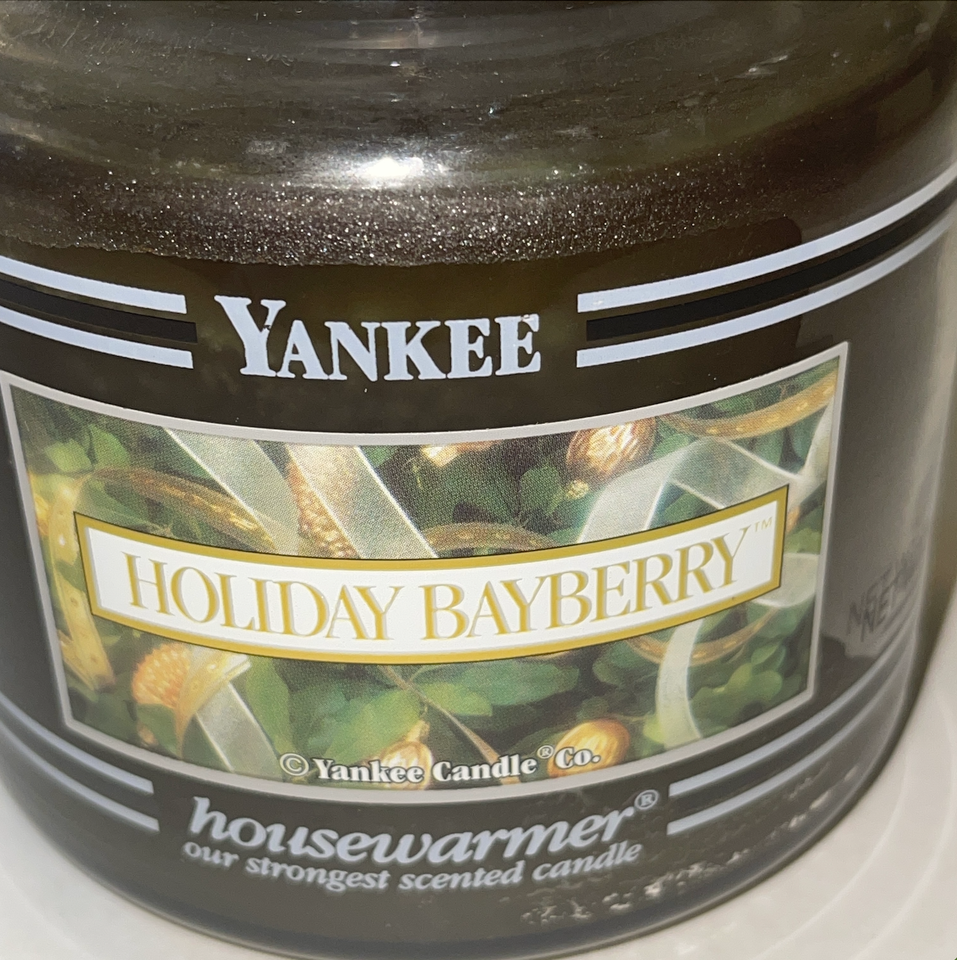 YANKEE
HOLIDAY BAYBERRY™
© Yankee Candle® Co.
housewarmer®
our strongest scented candle